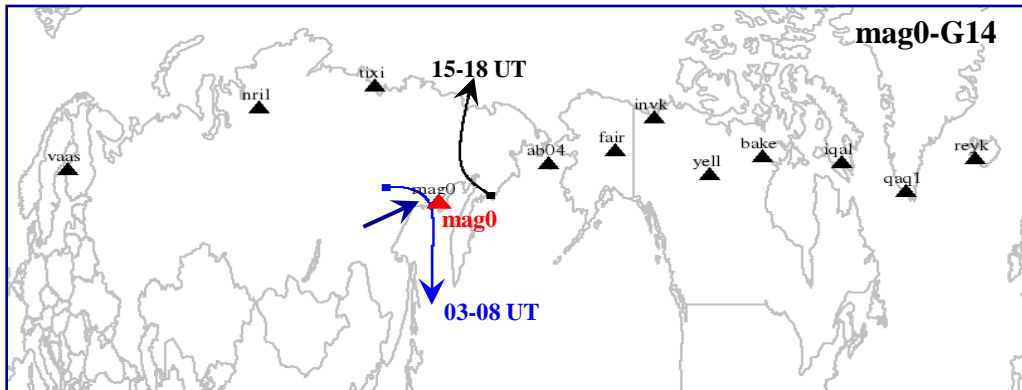 mag0-G14
15-18 UT
tixi
nril
invk
fair
vaas
ab04
bake
iqal
reyk
yell
qaq1
mag0
mag0
03-08 UT